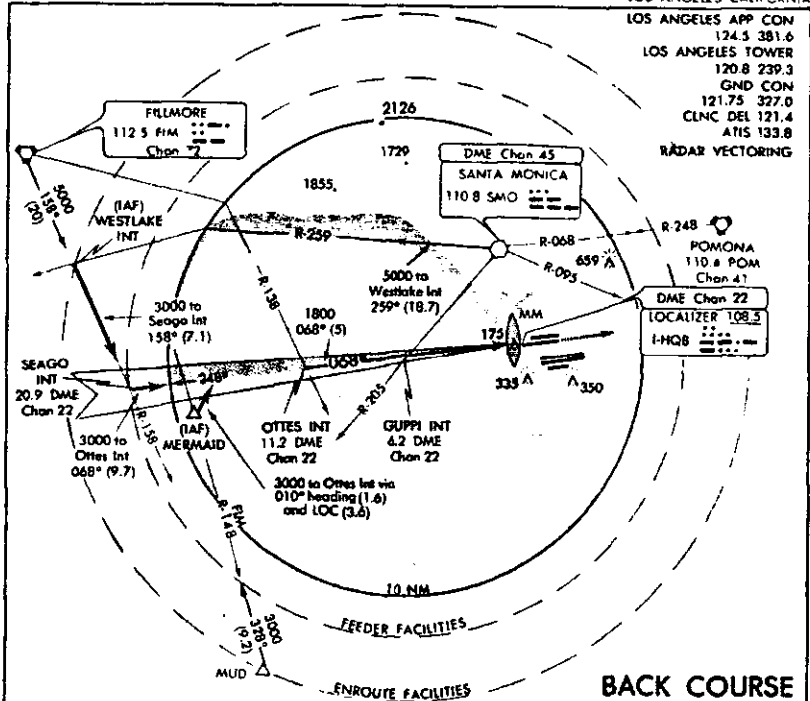 LOS ANGELES CALIFORNIA
LOS ANGELES APP CON
124.5 381.6
LOS ANGELES TOWER
120.8 239.3
GND CON
121.75 327.0
CLNC DEL 121.4
ATIS 133.8
RADAR VECTORING
FILLMORE
112.5 FIM
Chan 72
2126
1729
1855
DME Chan 45
SANTA MONICA
110.8 SMO
5000
158°
(20)
(IAF)
WESTLAKE
INT
R-259
R-068
R-248
POMONA
110.4 POM
Chan 41
659
R-095
5000 to
Westlake Int
259° (18.7)
R-138
DME Chan 22
LOCALIZER 108.5
I-HQB
3000 to
Seago Int
158° (7.1)
1800
068° (5)
MM
175
068°
SEAGO
INT
20.9 DME
Chan 22
248°
335
350
R-205
R-158
(IAF)
MERMAID
OTTES INT
11.2 DME
Chan 22
GUPPI INT
6.2 DME
Chan 22
3000 to
Ottes Int
068° (9.7)
3000 to Ottes Int via
010° heading (1.6)
and LOC (3.6)
FIM
R-148
10 NM
3000
328°
(9.2)
FEEDER FACILITIES
MUD
ENROUTE FACILITIES
BACK COURSE